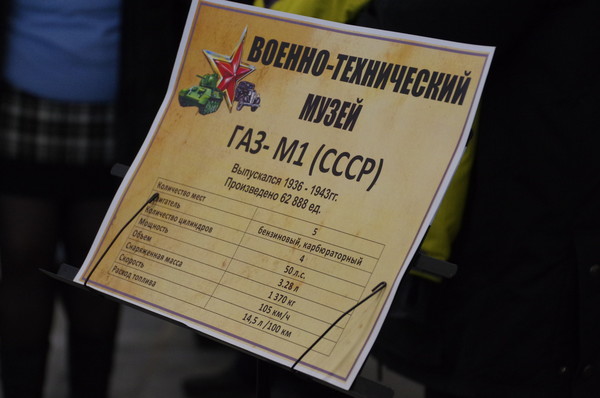 ВОЕННО-ТЕХНИЧЕСКИЙ
МУЗЕЙ
ГАЗ- М1 (СССР)
Выпускался 1936 - 1943гг.
Произведено 62 888 ед.
Количество мест 5
Двигатель бензиновый, карбюраторный
Количество цилиндров 4
Мощность 50 л.с.
Объем 3.28 л
Снаряженная масса 1 370 кг
Скорость 105 км/ч
Расход топлива 14,5 л /100 км